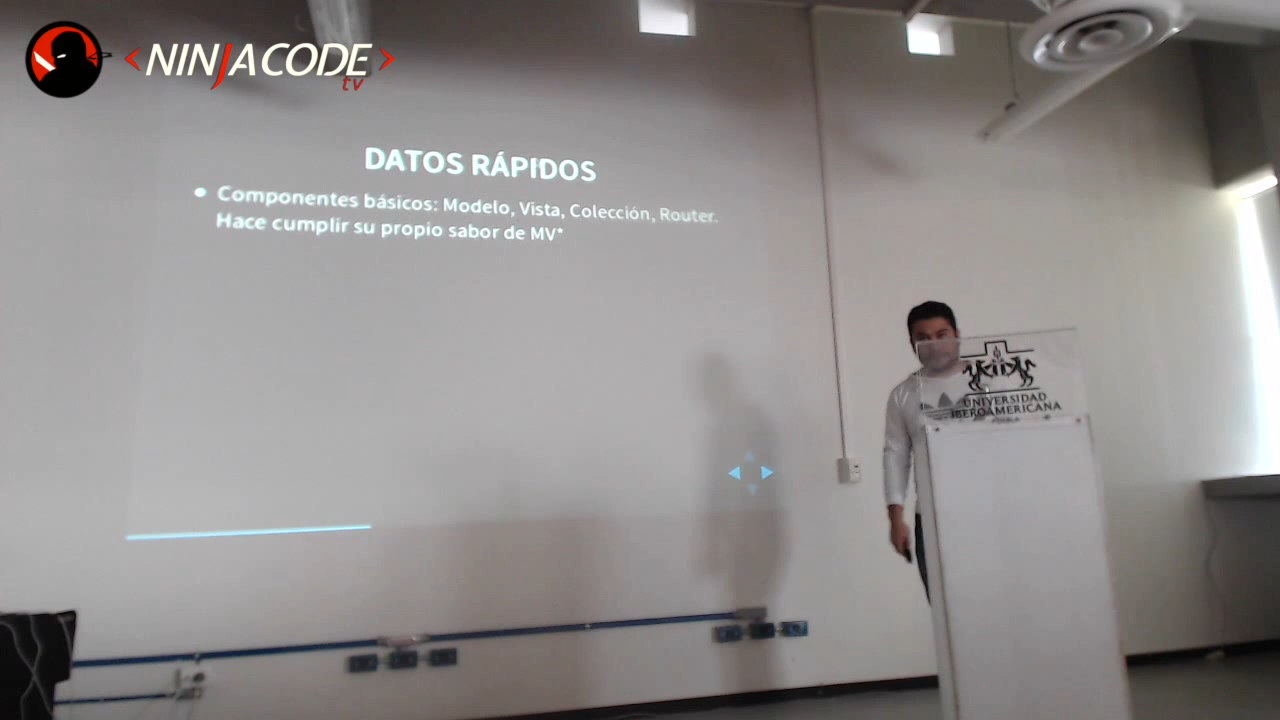 <NINJACODE>
tv
DATOS RÁPIDOS
• Componentes básicos: Modelo, Vista, Colección, Router.
Hace cumplir su propio sabor de MV*
UNIVERSIDAD
IBEROAMERICANA
PUEBLA